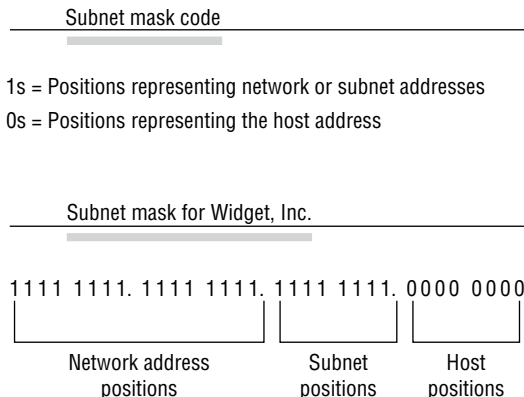 Subnet mask code
1s = Positions representing network or subnet addresses
0s = Positions representing the host address
Subnet mask for Widget, Inc.
1111 1111. 1111 1111. 1111 1111. 0000 0000
Network address positions
Subnet positions
Host positions